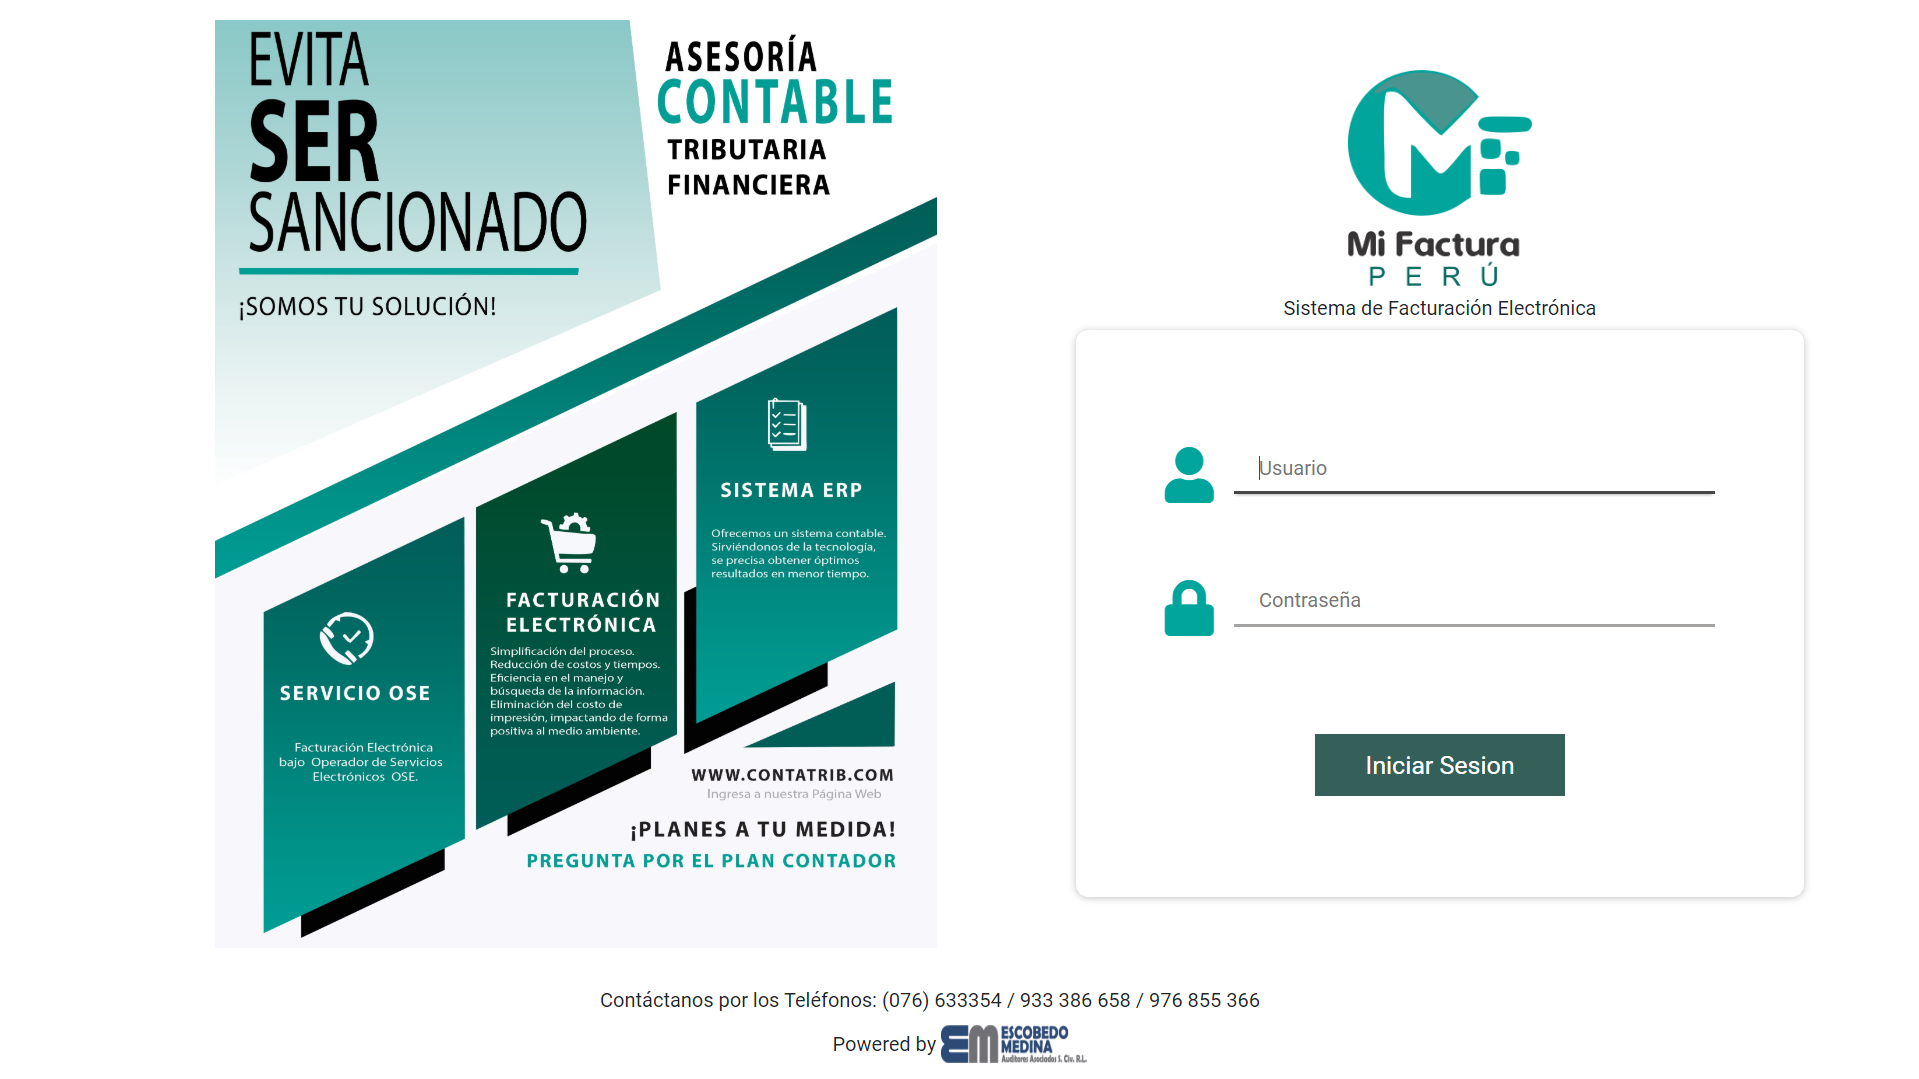 EVITA
SER
SANCIONADO
¡SOMOS TU SOLUCIÓN!
ASESORÍA
CONTABLE
TRIBUTARIA
FINANCIERA
SISTEMA ERP
Ofrecemos un sistema contable.
Sirviéndonos de la tecnología,
se precisa obtener óptimos
resultados en menor tiempo.
FACTURACIÓN
ELECTRÓNICA
Simplificación del proceso.
Reducción de costos y tiempos.
Eficiencia en el manejo y
búsqueda de la información.
Eliminación del costo de
impresión, impactando de forma
positiva al medio ambiente.
SERVICIO OSE
Facturación Electrónica
bajo Operador de Servicios
Electrónicos OSE.
WWW.CONTATRIB.COM
Ingresa a nuestra Página Web
¡PLANES A TU MEDIDA!
PREGUNTA POR EL PLAN CONTADOR
Mi Factura
PERÚ
Sistema de Facturación Electrónica
Usuario
Contraseña
Iniciar Sesion
Contáctanos por los Teléfonos: (076) 633354 / 933 386 658 / 976 855 366
Powered by
EM ESCOBEDO
MEDINA
Auditores Asociados S. Civ. R.L.